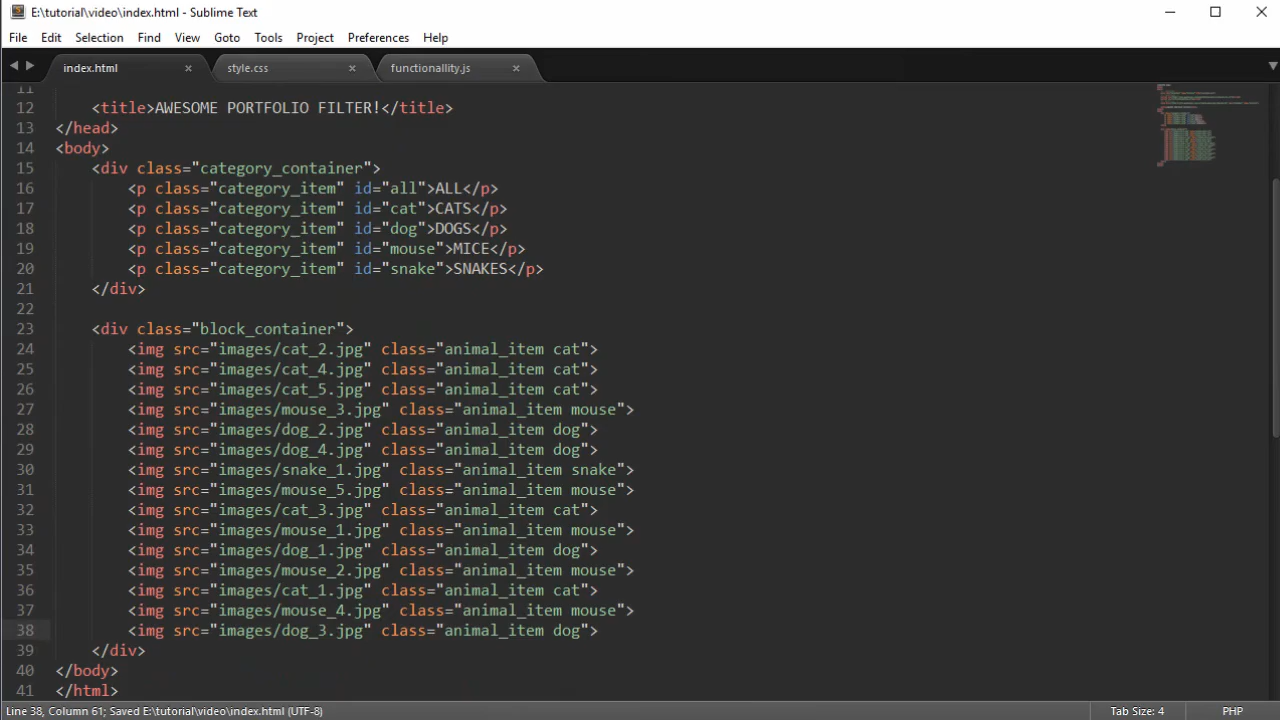 E:\tutorial\video\index.html - Sublime Text
File Edit Selection Find View Goto Tools Project Preferences Help
index.html × style.css × functionallity.js ×
11
12 <title>AWESOME PORTFOLIO FILTER!</title>
13 </head>
14 <body>
15 <div class="category_container">
16 <p class="category_item" id="all">ALL</p>
17 <p class="category_item" id="cat">CATS</p>
18 <p class="category_item" id="dog">DOGS</p>
19 <p class="category_item" id="mouse">MICE</p>
20 <p class="category_item" id="snake">SNAKES</p>
21 </div>
22
23 <div class="block_container">
24 <img src="images/cat_2.jpg" class="animal_item cat">
25 <img src="images/cat_4.jpg" class="animal_item cat">
26 <img src="images/cat_5.jpg" class="animal_item cat">
27 <img src="images/mouse_3.jpg" class="animal_item mouse">
28 <img src="images/dog_2.jpg" class="animal_item dog">
29 <img src="images/dog_4.jpg" class="animal_item dog">
30 <img src="images/snake_1.jpg" class="animal_item snake">
31 <img src="images/mouse_5.jpg" class="animal_item mouse">
32 <img src="images/cat_3.jpg" class="animal_item cat">
33 <img src="images/mouse_1.jpg" class="animal_item mouse">
34 <img src="images/dog_1.jpg" class="animal_item dog">
35 <img src="images/mouse_2.jpg" class="animal_item mouse">
36 <img src="images/cat_1.jpg" class="animal_item cat">
37 <img src="images/mouse_4.jpg" class="animal_item mouse">
38 <img src="images/dog_3.jpg" class="animal_item dog">
39 </div>
40 </body>
41 </html>
Line 38, Column 61; Saved E:\tutorial\video\index.html (UTF-8) Tab Size: 4 PHP